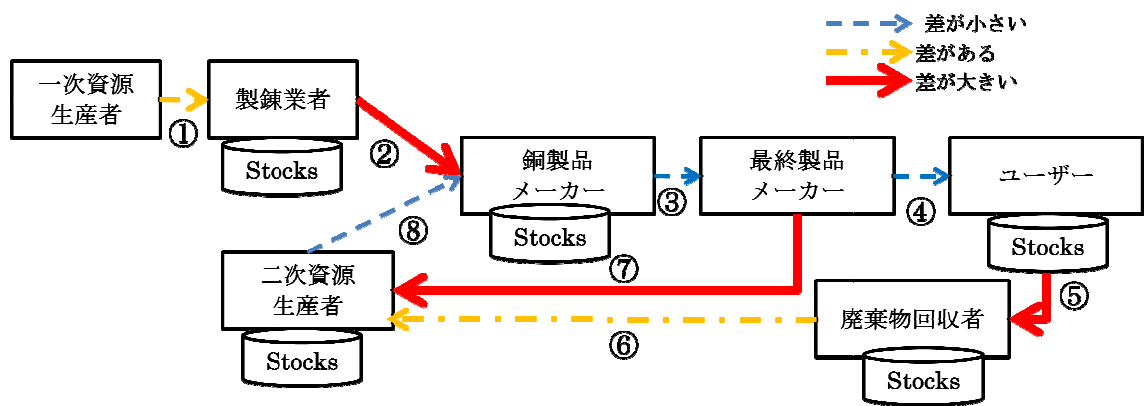 差が小さい
差がある
差が大きい
一次資源
生産者
①
製錬業者
Stocks
②
銅製品
メーカー
Stocks
③
最終製品
メーカー
④
ユーザー
Stocks
⑤
廃棄物回収者
Stocks
⑥
⑦
二次資源
生産者
Stocks
⑧